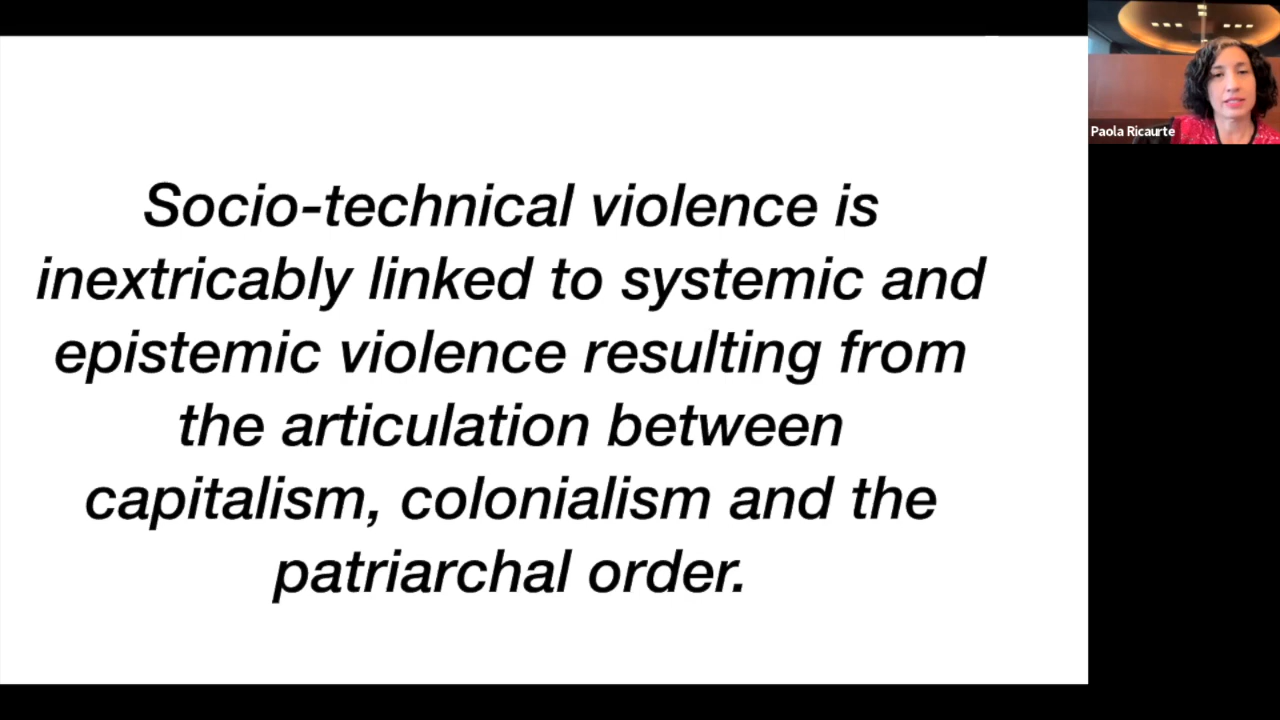 Socio-technical violence is
inextricably linked to systemic and
epistemic violence resulting from
the articulation between
capitalism, colonialism and the
patriarchal order.
Paola Ricaurte